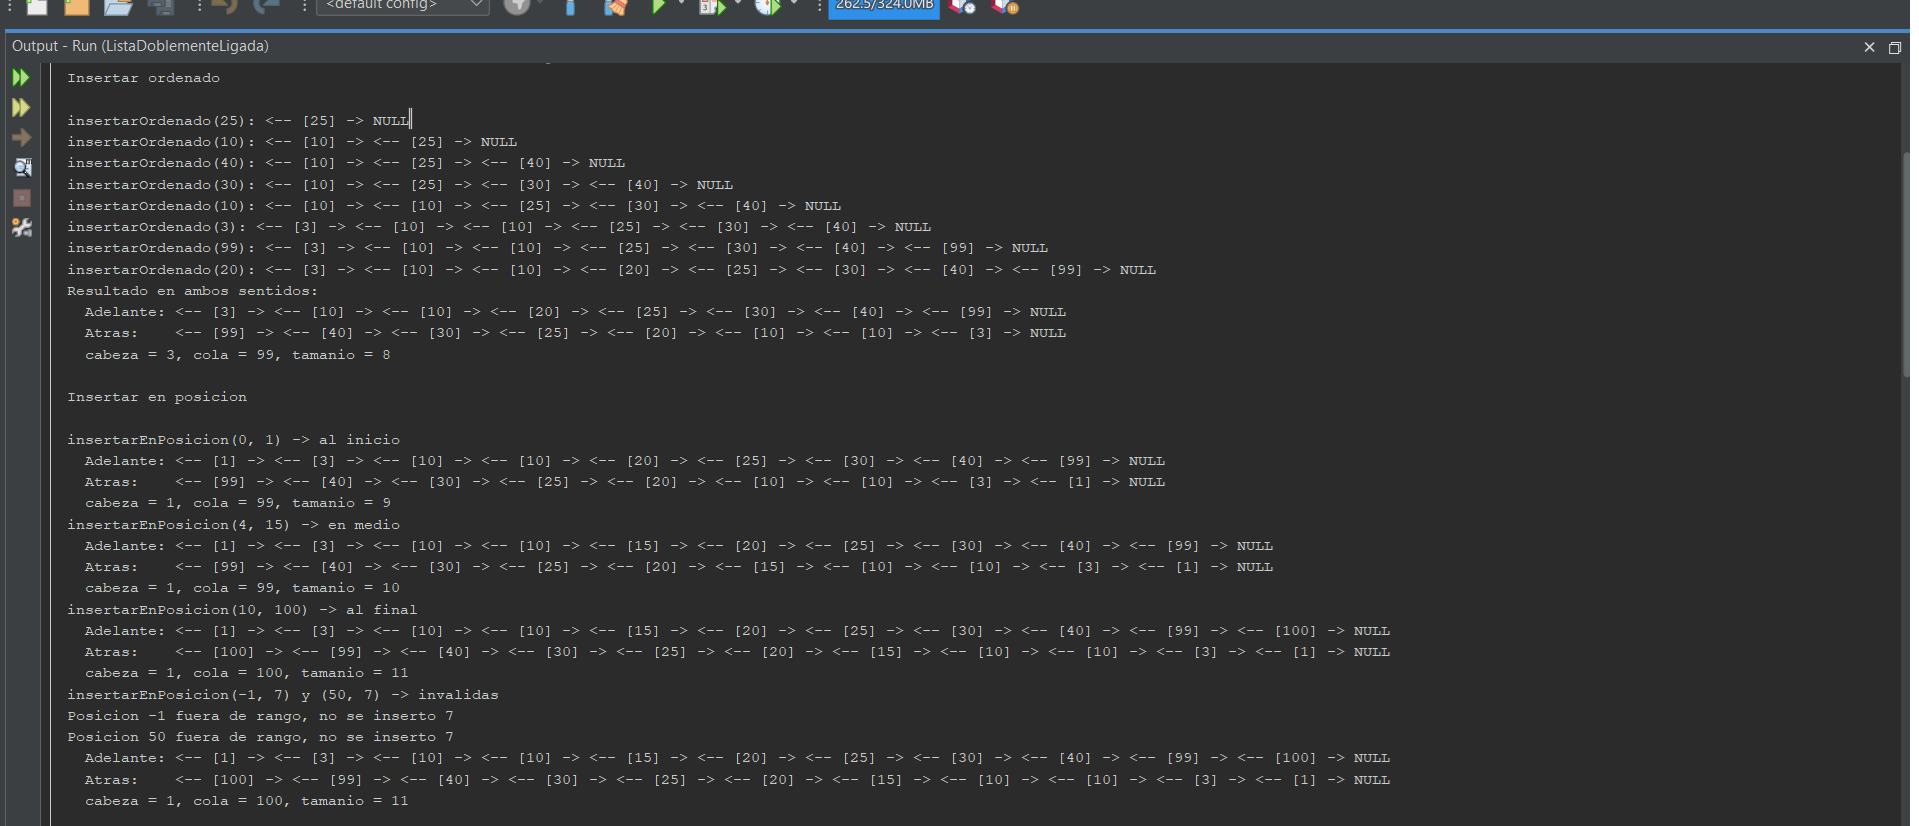 <default config>
262.5/324.0MB
Output - Run (ListaDoblementeLigada)
Insertar ordenado
insertarOrdenado(25): <-- [25] -> NULL
insertarOrdenado(10): <-- [10] -> <-- [25] -> NULL
insertarOrdenado(40): <-- [10] -> <-- [25] -> <-- [40] -> NULL
insertarOrdenado(30): <-- [10] -> <-- [25] -> <-- [30] -> <-- [40] -> NULL
insertarOrdenado(10): <-- [10] -> <-- [10] -> <-- [25] -> <-- [30] -> <-- [40] -> NULL
insertarOrdenado(3): <-- [3] -> <-- [10] -> <-- [10] -> <-- [25] -> <-- [30] -> <-- [40] -> NULL
insertarOrdenado(99): <-- [3] -> <-- [10] -> <-- [10] -> <-- [25] -> <-- [30] -> <-- [40] -> <-- [99] -> NULL
insertarOrdenado(20): <-- [3] -> <-- [10] -> <-- [10] -> <-- [20] -> <-- [25] -> <-- [30] -> <-- [40] -> <-- [99] -> NULL
Resultado en ambos sentidos:
Adelante: <-- [3] -> <-- [10] -> <-- [10] -> <-- [20] -> <-- [25] -> <-- [30] -> <-- [40] -> <-- [99] -> NULL
Atras: <-- [99] -> <-- [40] -> <-- [30] -> <-- [25] -> <-- [20] -> <-- [10] -> <-- [10] -> <-- [3] -> NULL
cabeza = 3, cola = 99, tamanio = 8
Insertar en posicion
insertarEnPosicion(0, 1) -> al inicio
Adelante: <-- [1] -> <-- [3] -> <-- [10] -> <-- [10] -> <-- [20] -> <-- [25] -> <-- [30] -> <-- [40] -> <-- [99] -> NULL
Atras: <-- [99] -> <-- [40] -> <-- [30] -> <-- [25] -> <-- [20] -> <-- [10] -> <-- [10] -> <-- [3] -> <-- [1] -> NULL
cabeza = 1, cola = 99, tamanio = 9
insertarEnPosicion(4, 15) -> en medio
Adelante: <-- [1] -> <-- [3] -> <-- [10] -> <-- [10] -> <-- [15] -> <-- [20] -> <-- [25] -> <-- [30] -> <-- [40] -> <-- [99] -> NULL
Atras: <-- [99] -> <-- [40] -> <-- [30] -> <-- [25] -> <-- [20] -> <-- [15] -> <-- [10] -> <-- [10] -> <-- [3] -> <-- [1] -> NULL
cabeza = 1, cola = 99, tamanio = 10
insertarEnPosicion(10, 100) -> al final
Adelante: <-- [1] -> <-- [3] -> <-- [10] -> <-- [10] -> <-- [15] -> <-- [20] -> <-- [25] -> <-- [30] -> <-- [40] -> <-- [99] -> <-- [100] -> NULL
Atras: <-- [100] -> <-- [99] -> <-- [40] -> <-- [30] -> <-- [25] -> <-- [20] -> <-- [15] -> <-- [10] -> <-- [10] -> <-- [3] -> <-- [1] -> NULL
cabeza = 1, cola = 100, tamanio = 11
insertarEnPosicion(-1, 7) y (50, 7) -> invalidas
Posicion -1 fuera de rango, no se inserto 7
Posicion 50 fuera de rango, no se inserto 7
Adelante: <-- [1] -> <-- [3] -> <-- [10] -> <-- [10] -> <-- [15] -> <-- [20] -> <-- [25] -> <-- [30] -> <-- [40] -> <-- [99] -> <-- [100] -> NULL
Atras: <-- [100] -> <-- [99] -> <-- [40] -> <-- [30] -> <-- [25] -> <-- [20] -> <-- [15] -> <-- [10] -> <-- [10] -> <-- [3] -> <-- [1] -> NULL
cabeza = 1, cola = 100, tamanio = 11